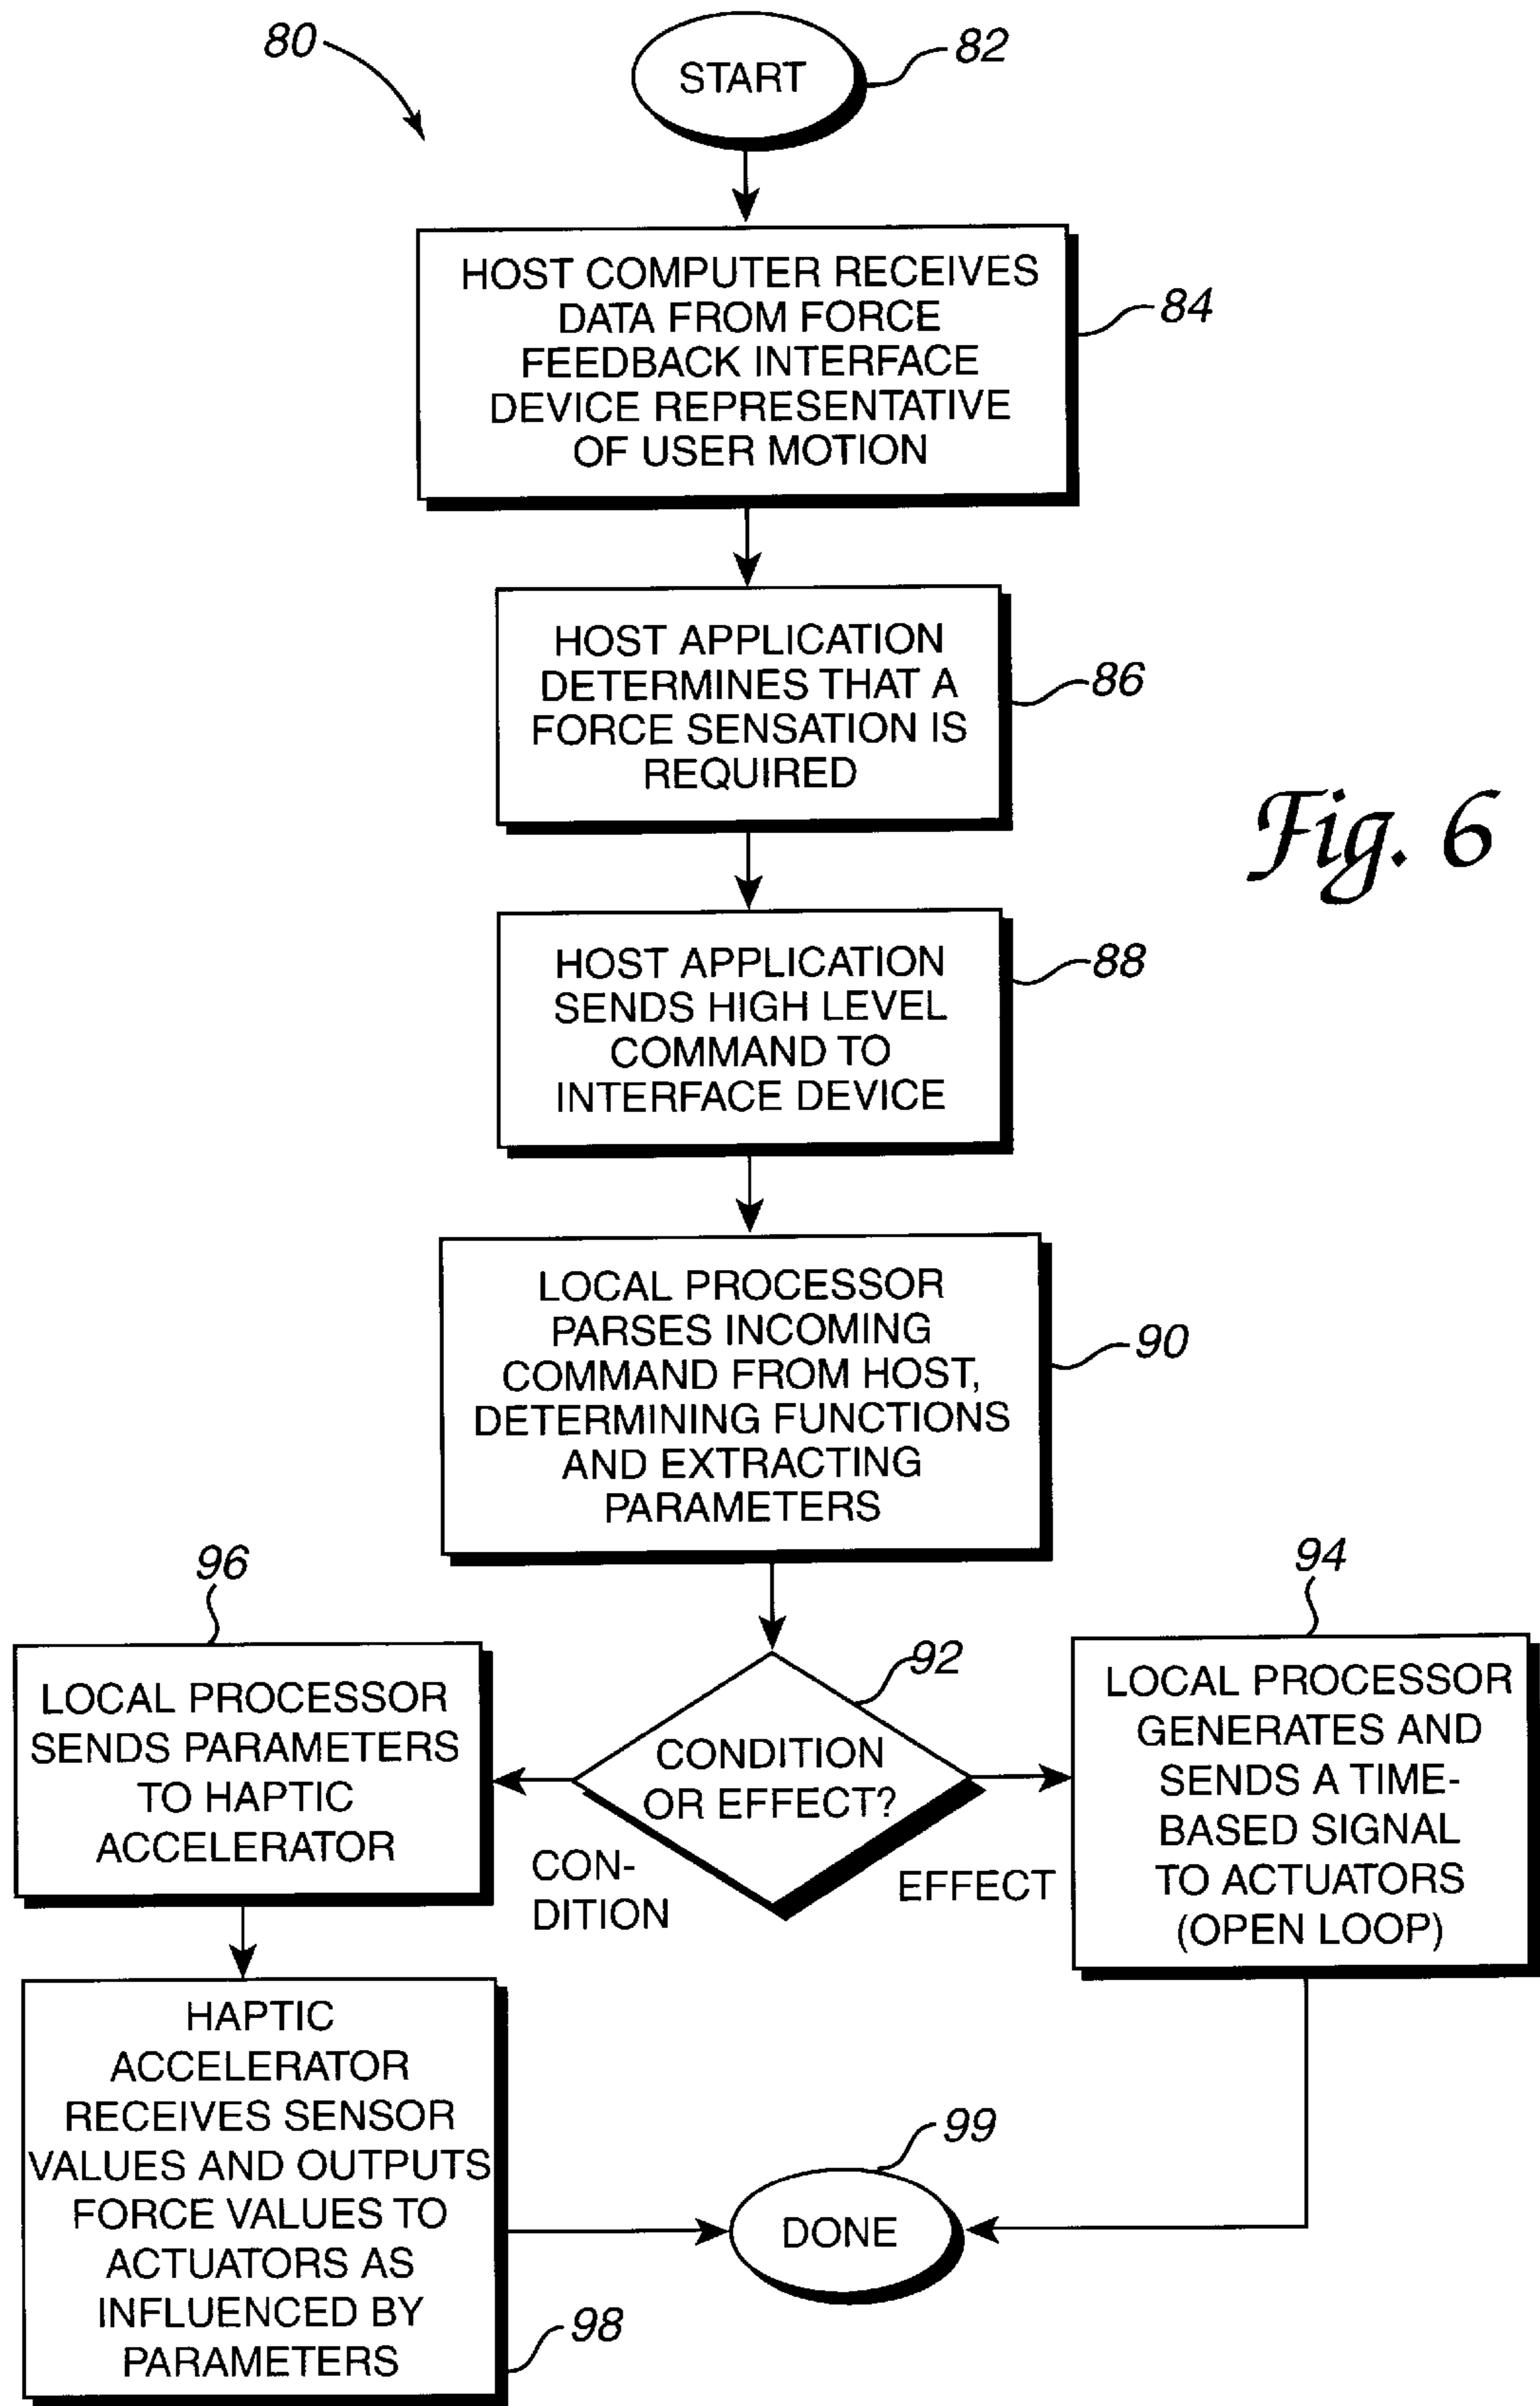 80
START
82
HOST COMPUTER RECEIVES
DATA FROM FORCE
FEEDBACK INTERFACE
DEVICE REPRESENTATIVE
OF USER MOTION
84
HOST APPLICATION
DETERMINES THAT A
FORCE SENSATION IS
REQUIRED
86
Fig. 6
HOST APPLICATION
SENDS HIGH LEVEL
COMMAND TO
INTERFACE DEVICE
88
LOCAL PROCESSOR
PARSES INCOMING
COMMAND FROM HOST,
DETERMINING FUNCTIONS
AND EXTRACTING
PARAMETERS
90
92
CONDITION
OR EFFECT?
CON-
DITION
EFFECT
96
LOCAL PROCESSOR
SENDS PARAMETERS
TO HAPTIC
ACCELERATOR
94
LOCAL PROCESSOR
GENERATES AND
SENDS A TIME-
BASED SIGNAL
TO ACTUATORS
(OPEN LOOP)
HAPTIC
ACCELERATOR
RECEIVES SENSOR
VALUES AND OUTPUTS
FORCE VALUES TO
ACTUATORS AS
INFLUENCED BY
PARAMETERS
98
99
DONE